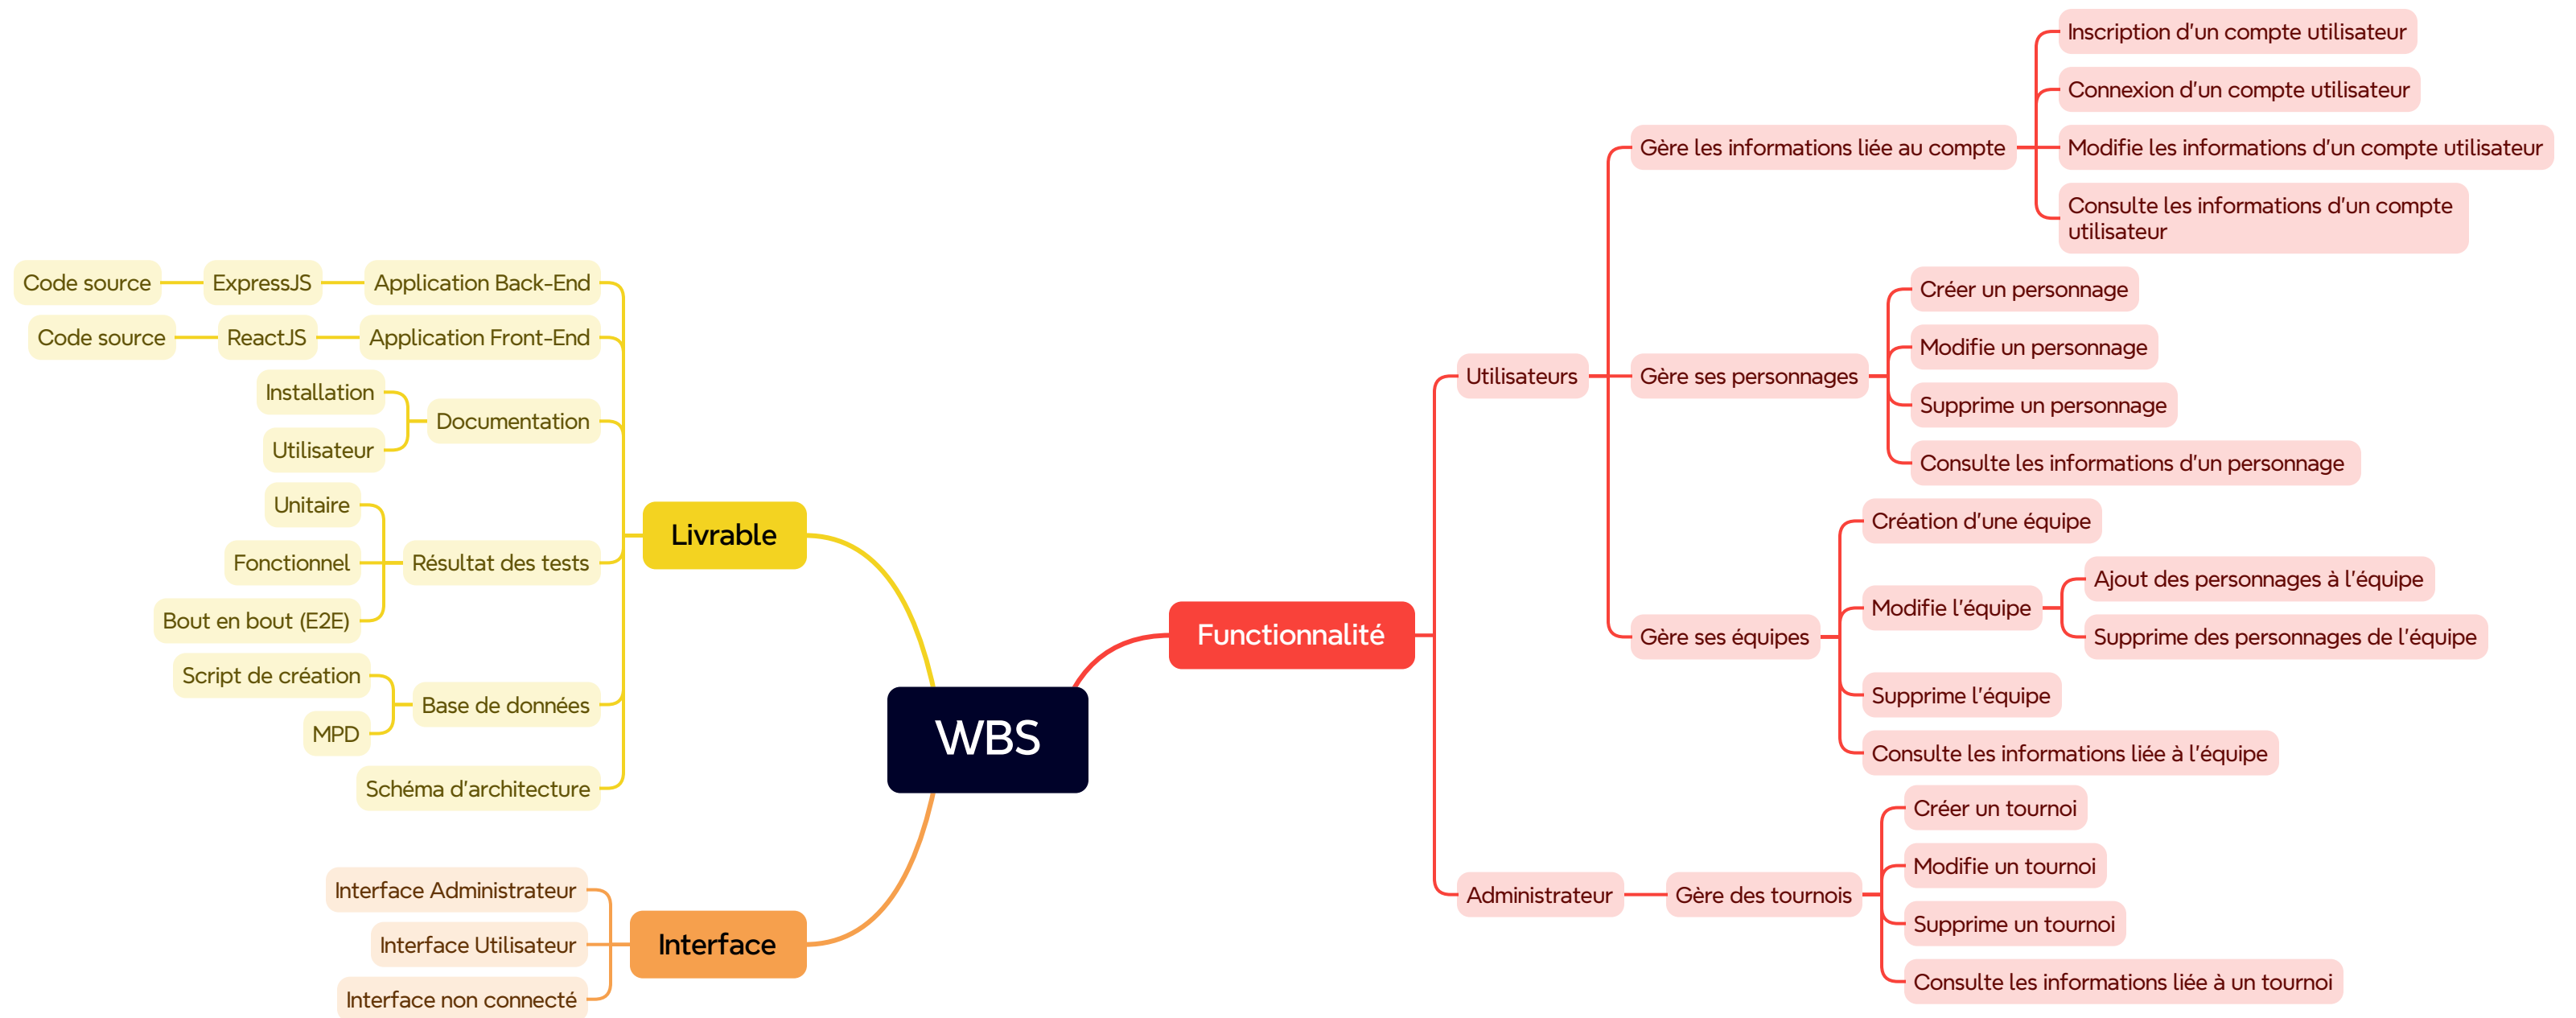 WBS
Livrable
Application Back-End
ExpressJS
Code source
Application Front-End
ReactJS
Code source
Documentation
Installation
Utilisateur
Résultat des tests
Unitaire
Fonctionnel
Bout en bout (E2E)
Base de données
Script de création
MPD
Schéma d'architecture
Interface
Interface Administrateur
Interface Utilisateur
Interface non connecté
Functionnalité
Utilisateurs
Gère les informations liée au compte
Inscription d'un compte utilisateur
Connexion d'un compte utilisateur
Modifie les informations d'un compte utilisateur
Consulte les informations d'un compte
utilisateur
Gère ses personnages
Créer un personnage
Modifie un personnage
Supprime un personnage
Consulte les informations d'un personnage
Gère ses équipes
Création d'une équipe
Modifie l'équipe
Ajout des personnages à l'équipe
Supprime des personnages de l'équipe
Supprime l'équipe
Consulte les informations liée à l'équipe
Administrateur
Gère des tournois
Créer un tournoi
Modifie un tournoi
Supprime un tournoi
Consulte les informations liée à un tournoi